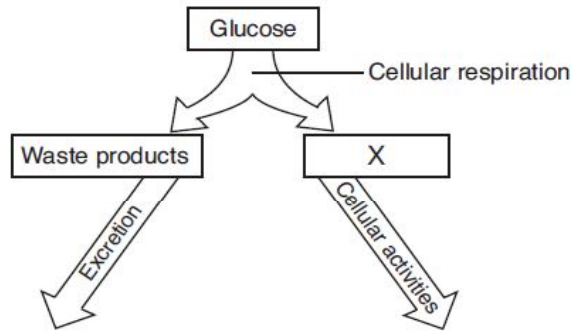 Glucose
Cellular respiration
Waste products
X
Excretion
Cellular activities